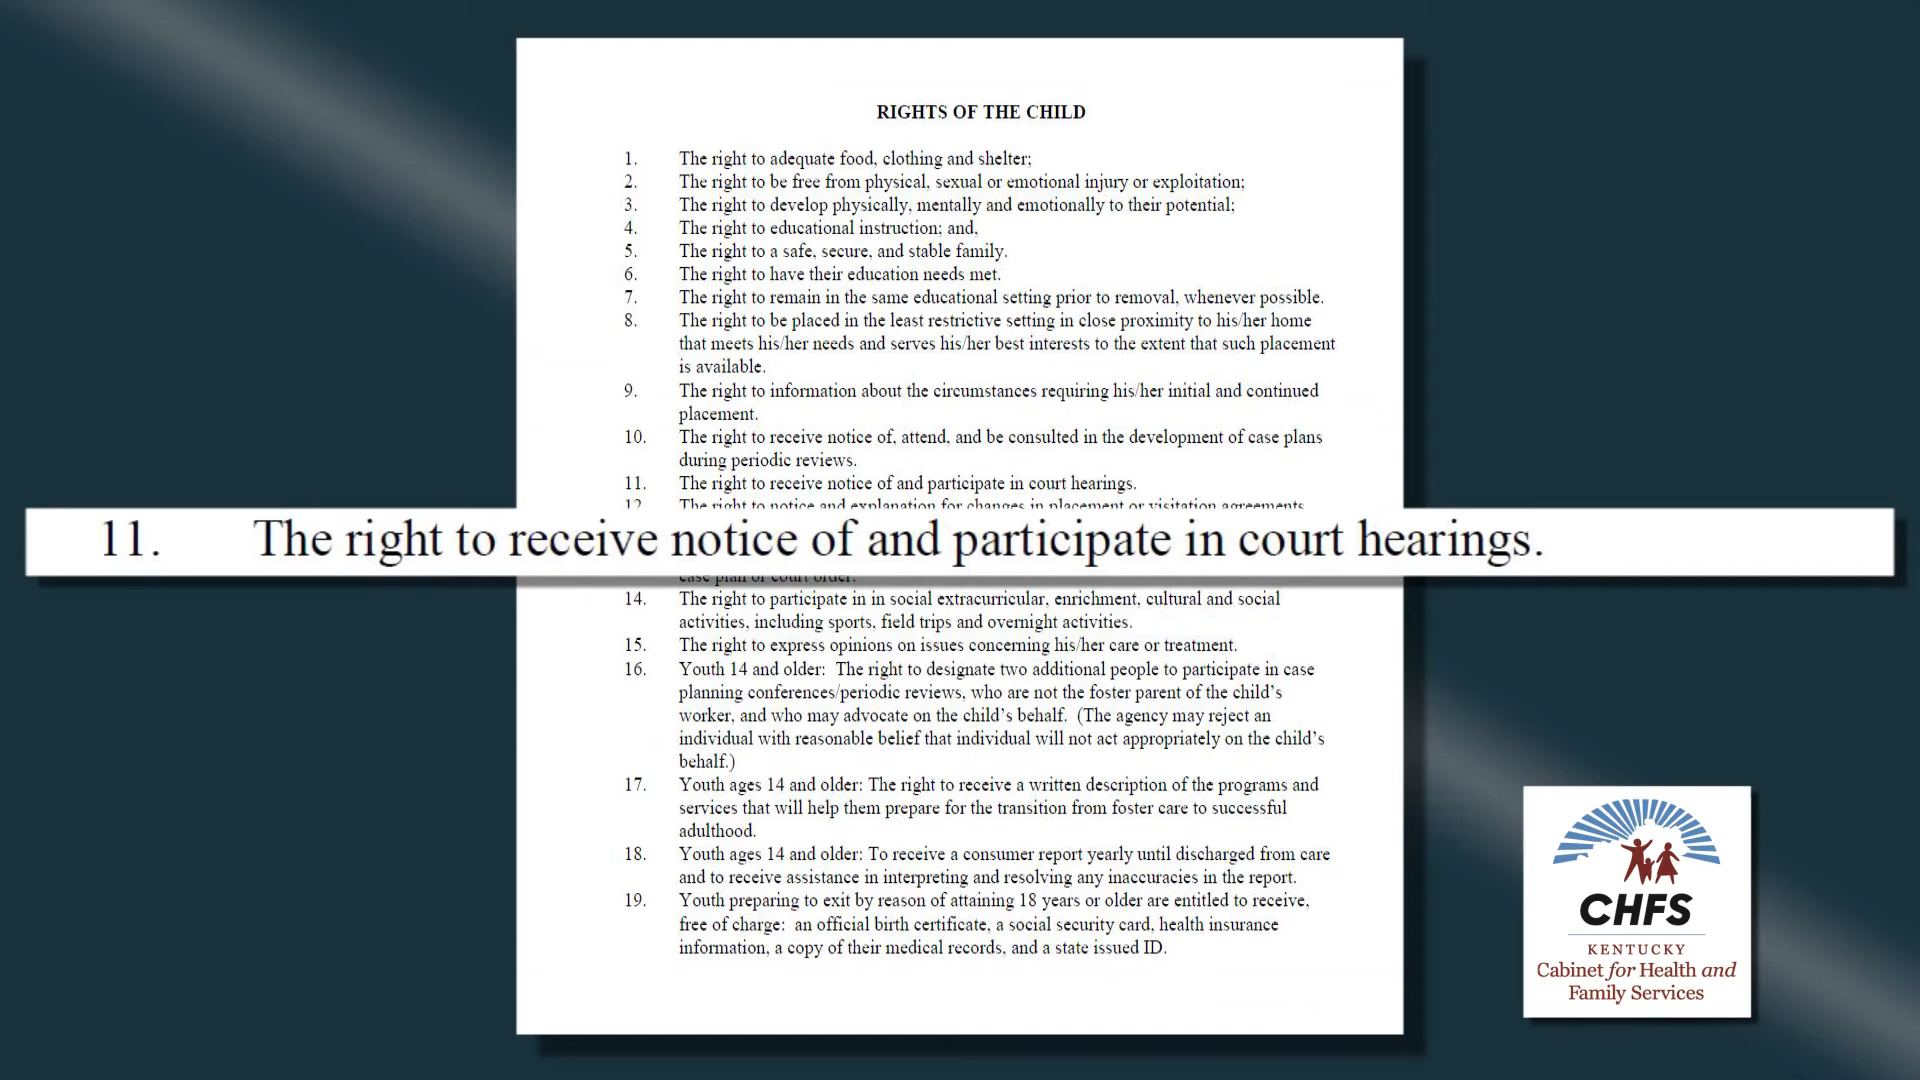 RIGHTS OF THE CHILD
1. The right to adequate food, clothing and shelter;
2. The right to be free from physical, sexual or emotional injury or exploitation;
3. The right to develop physically, mentally and emotionally to their potential;
4. The right to educational instruction; and,
5. The right to a safe, secure, and stable family.
6. The right to have their education needs met.
7. The right to remain in the same educational setting prior to removal, whenever possible.
8. The right to be placed in the least restrictive setting in close proximity to his/her home
that meets his/her needs and serves his/her best interests to the extent that such placement
is available.
9. The right to information about the circumstances requiring his/her initial and continued
placement.
10. The right to receive notice of, attend, and be consulted in the development of case plans
during periodic reviews.
11. The right to receive notice of and participate in court hearings.
12. The right to notice and explanation for changes in placement or visitation agreements
11. The right to receive notice of and participate in court hearings.
case plan or court order.
14. The right to participate in in social extracurricular, enrichment, cultural and social
activities, including sports, field trips and overnight activities.
15. The right to express opinions on issues concerning his/her care or treatment.
16. Youth 14 and older: The right to designate two additional people to participate in case
planning conferences/periodic reviews, who are not the foster parent of the child's
worker, and who may advocate on the child's behalf. (The agency may reject an
individual with reasonable belief that individual will not act appropriately on the child's
behalf.)
17. Youth ages 14 and older: The right to receive a written description of the programs and
services that will help them prepare for the transition from foster care to successful
adulthood.
18. Youth ages 14 and older: To receive a consumer report yearly until discharged from care
and to receive assistance in interpreting and resolving any inaccuracies in the report.
19. Youth preparing to exit by reason of attaining 18 years or older are entitled to receive,
free of charge: an official birth certificate, a social security card, health insurance
information, a copy of their medical records, and a state issued ID.
CHFS
KENTUCKY
Cabinet for Health and
Family Services